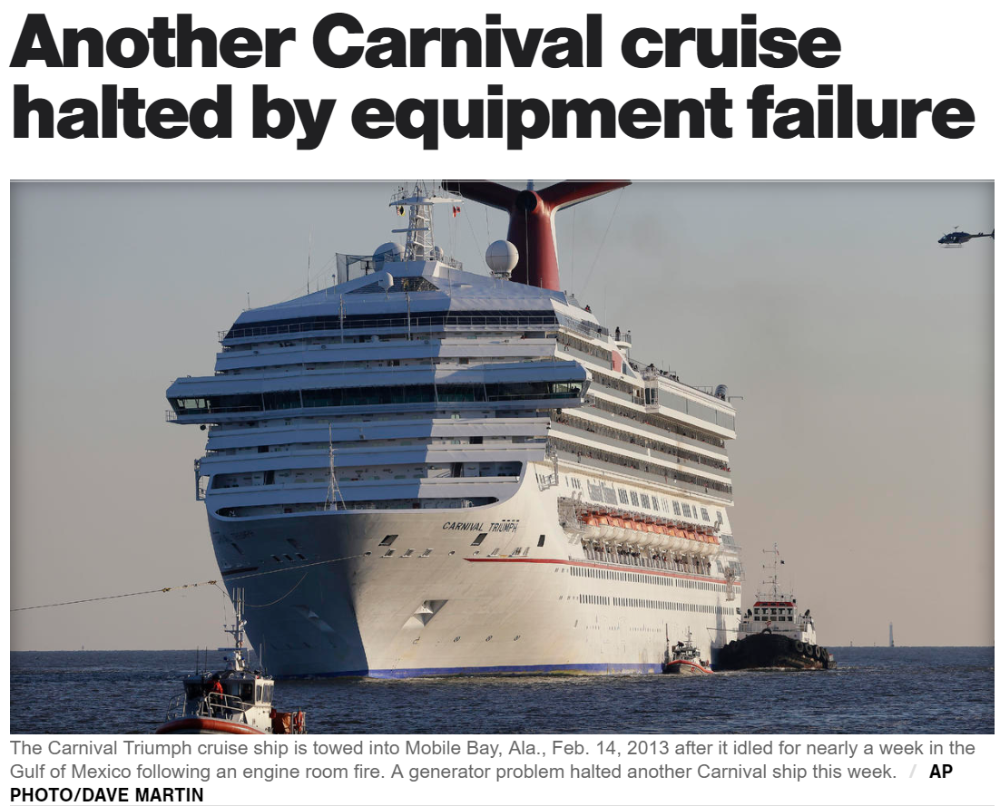 Another Carnival cruise
halted by equipment failure
CARNIVAL TRIUMPH
The Carnival Triumph cruise ship is towed into Mobile Bay, Ala., Feb. 14, 2013 after it idled for nearly a week in the
Gulf of Mexico following an engine room fire. A generator problem halted another Carnival ship this week. / AP
PHOTO/DAVE MARTIN